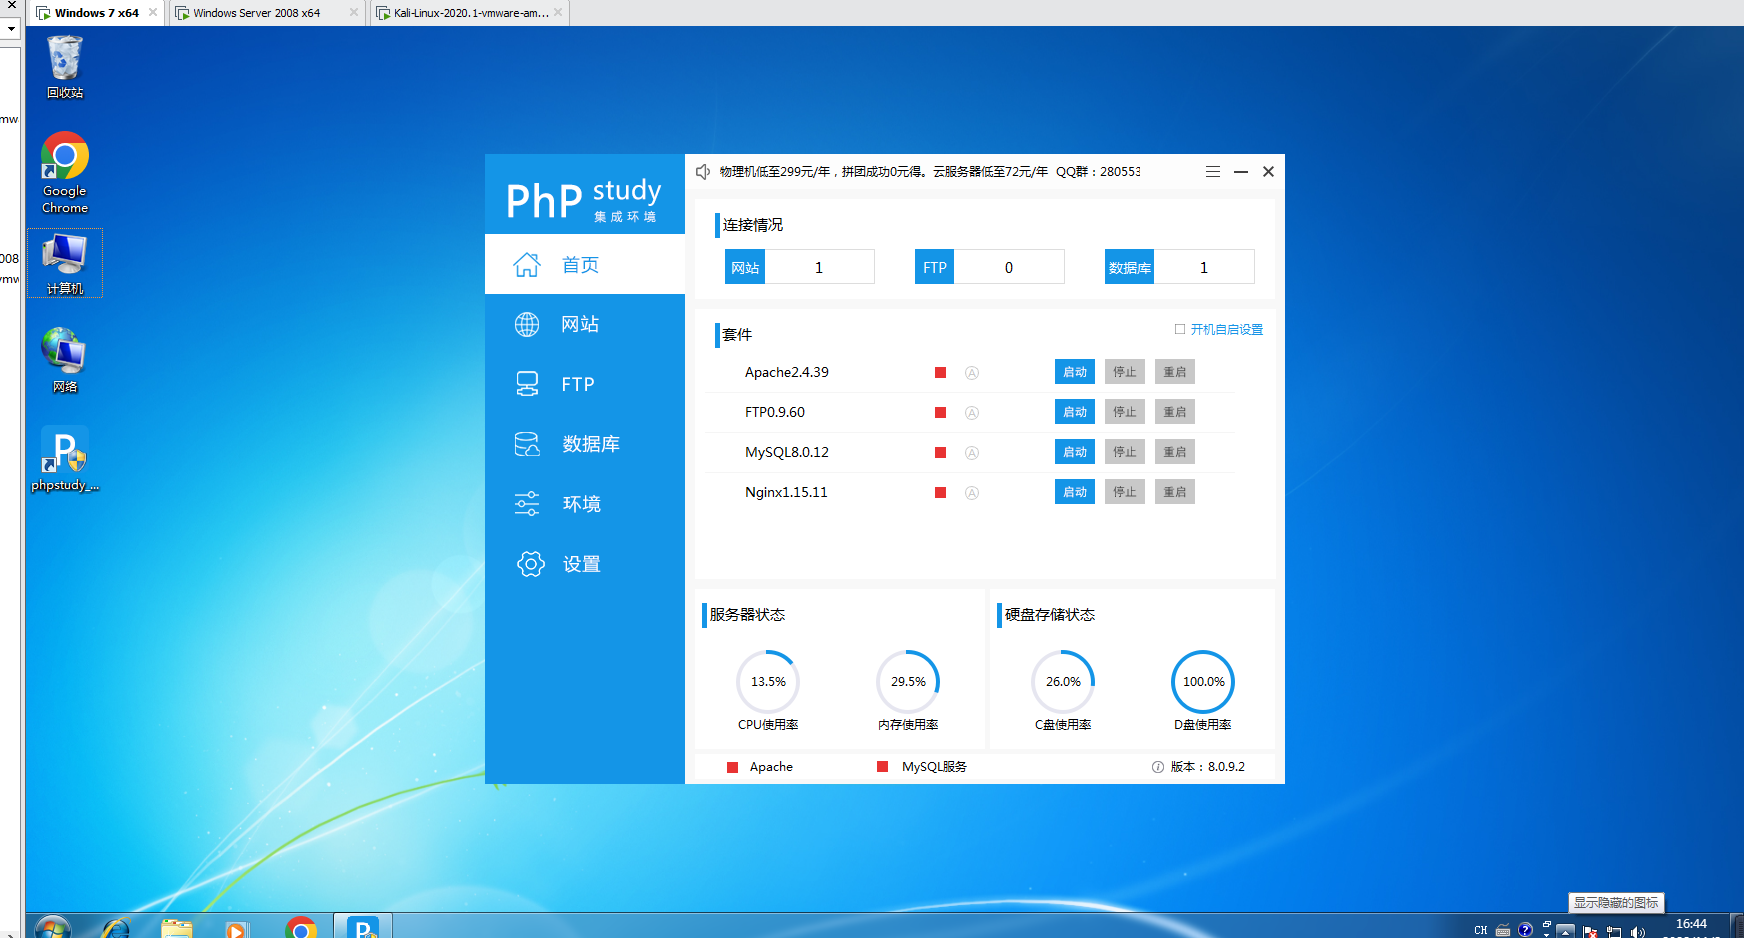 Windows 7 x64
Windows Server 2008 x64
Kali-Linux-2020.1-vmware-am...
mw
008
vmw
回收站
Google
Chrome
计算机
网络
phpstudy_...
PhP study
集成环境
首页
网站
FTP
数据库
环境
设置
物理机低至299元/年，拼团成功0元得。云服务器低至72元/年 QQ群：280553
连接情况
网站 1
FTP 0
数据库 1
套件
开机自启设置
Apache2.4.39 启动 停止 重启
FTP0.9.60 启动 停止 重启
MySQL8.0.12 启动 停止 重启
Nginx1.15.11 启动 停止 重启
服务器状态
13.5%
CPU使用率
29.5%
内存使用率
硬盘存储状态
26.0%
C盘使用率
100.0%
D盘使用率
Apache
MySQL服务
版本：8.0.9.2
显示隐藏的图标
CH
16:44